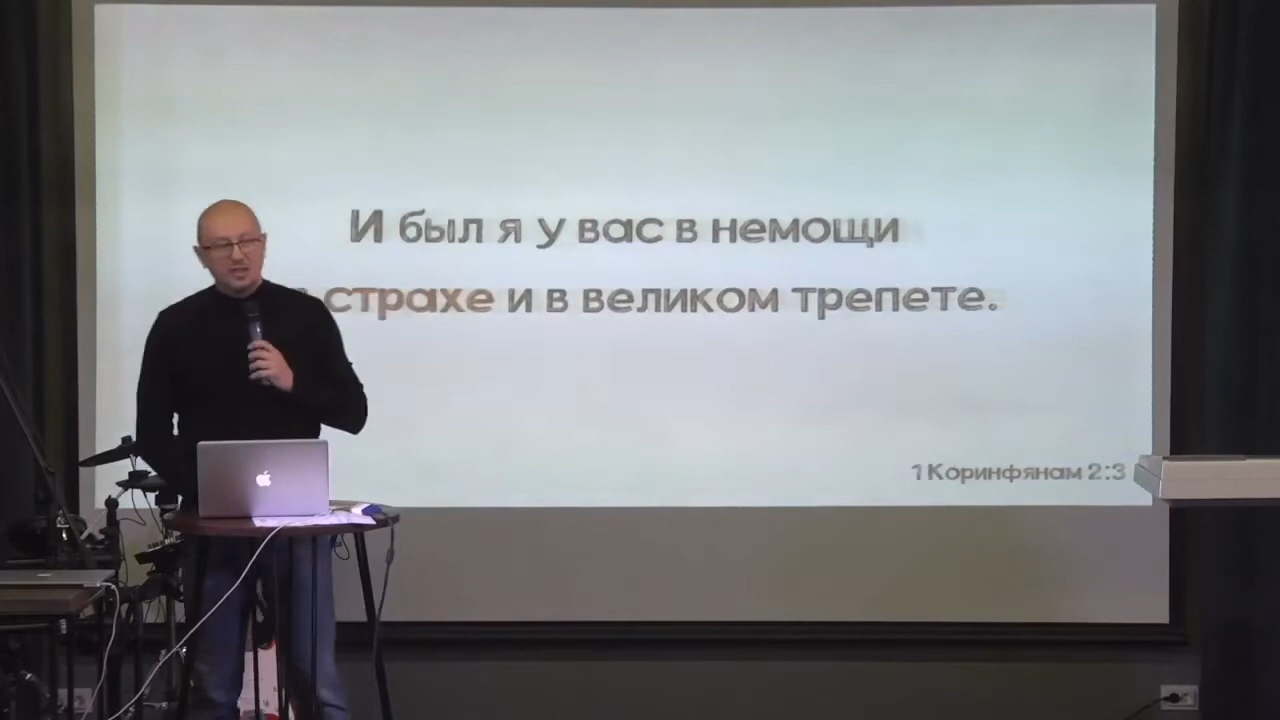 И был я у вас в немощи
страхе и в великом трепете.
1 Коринфянам 2:3